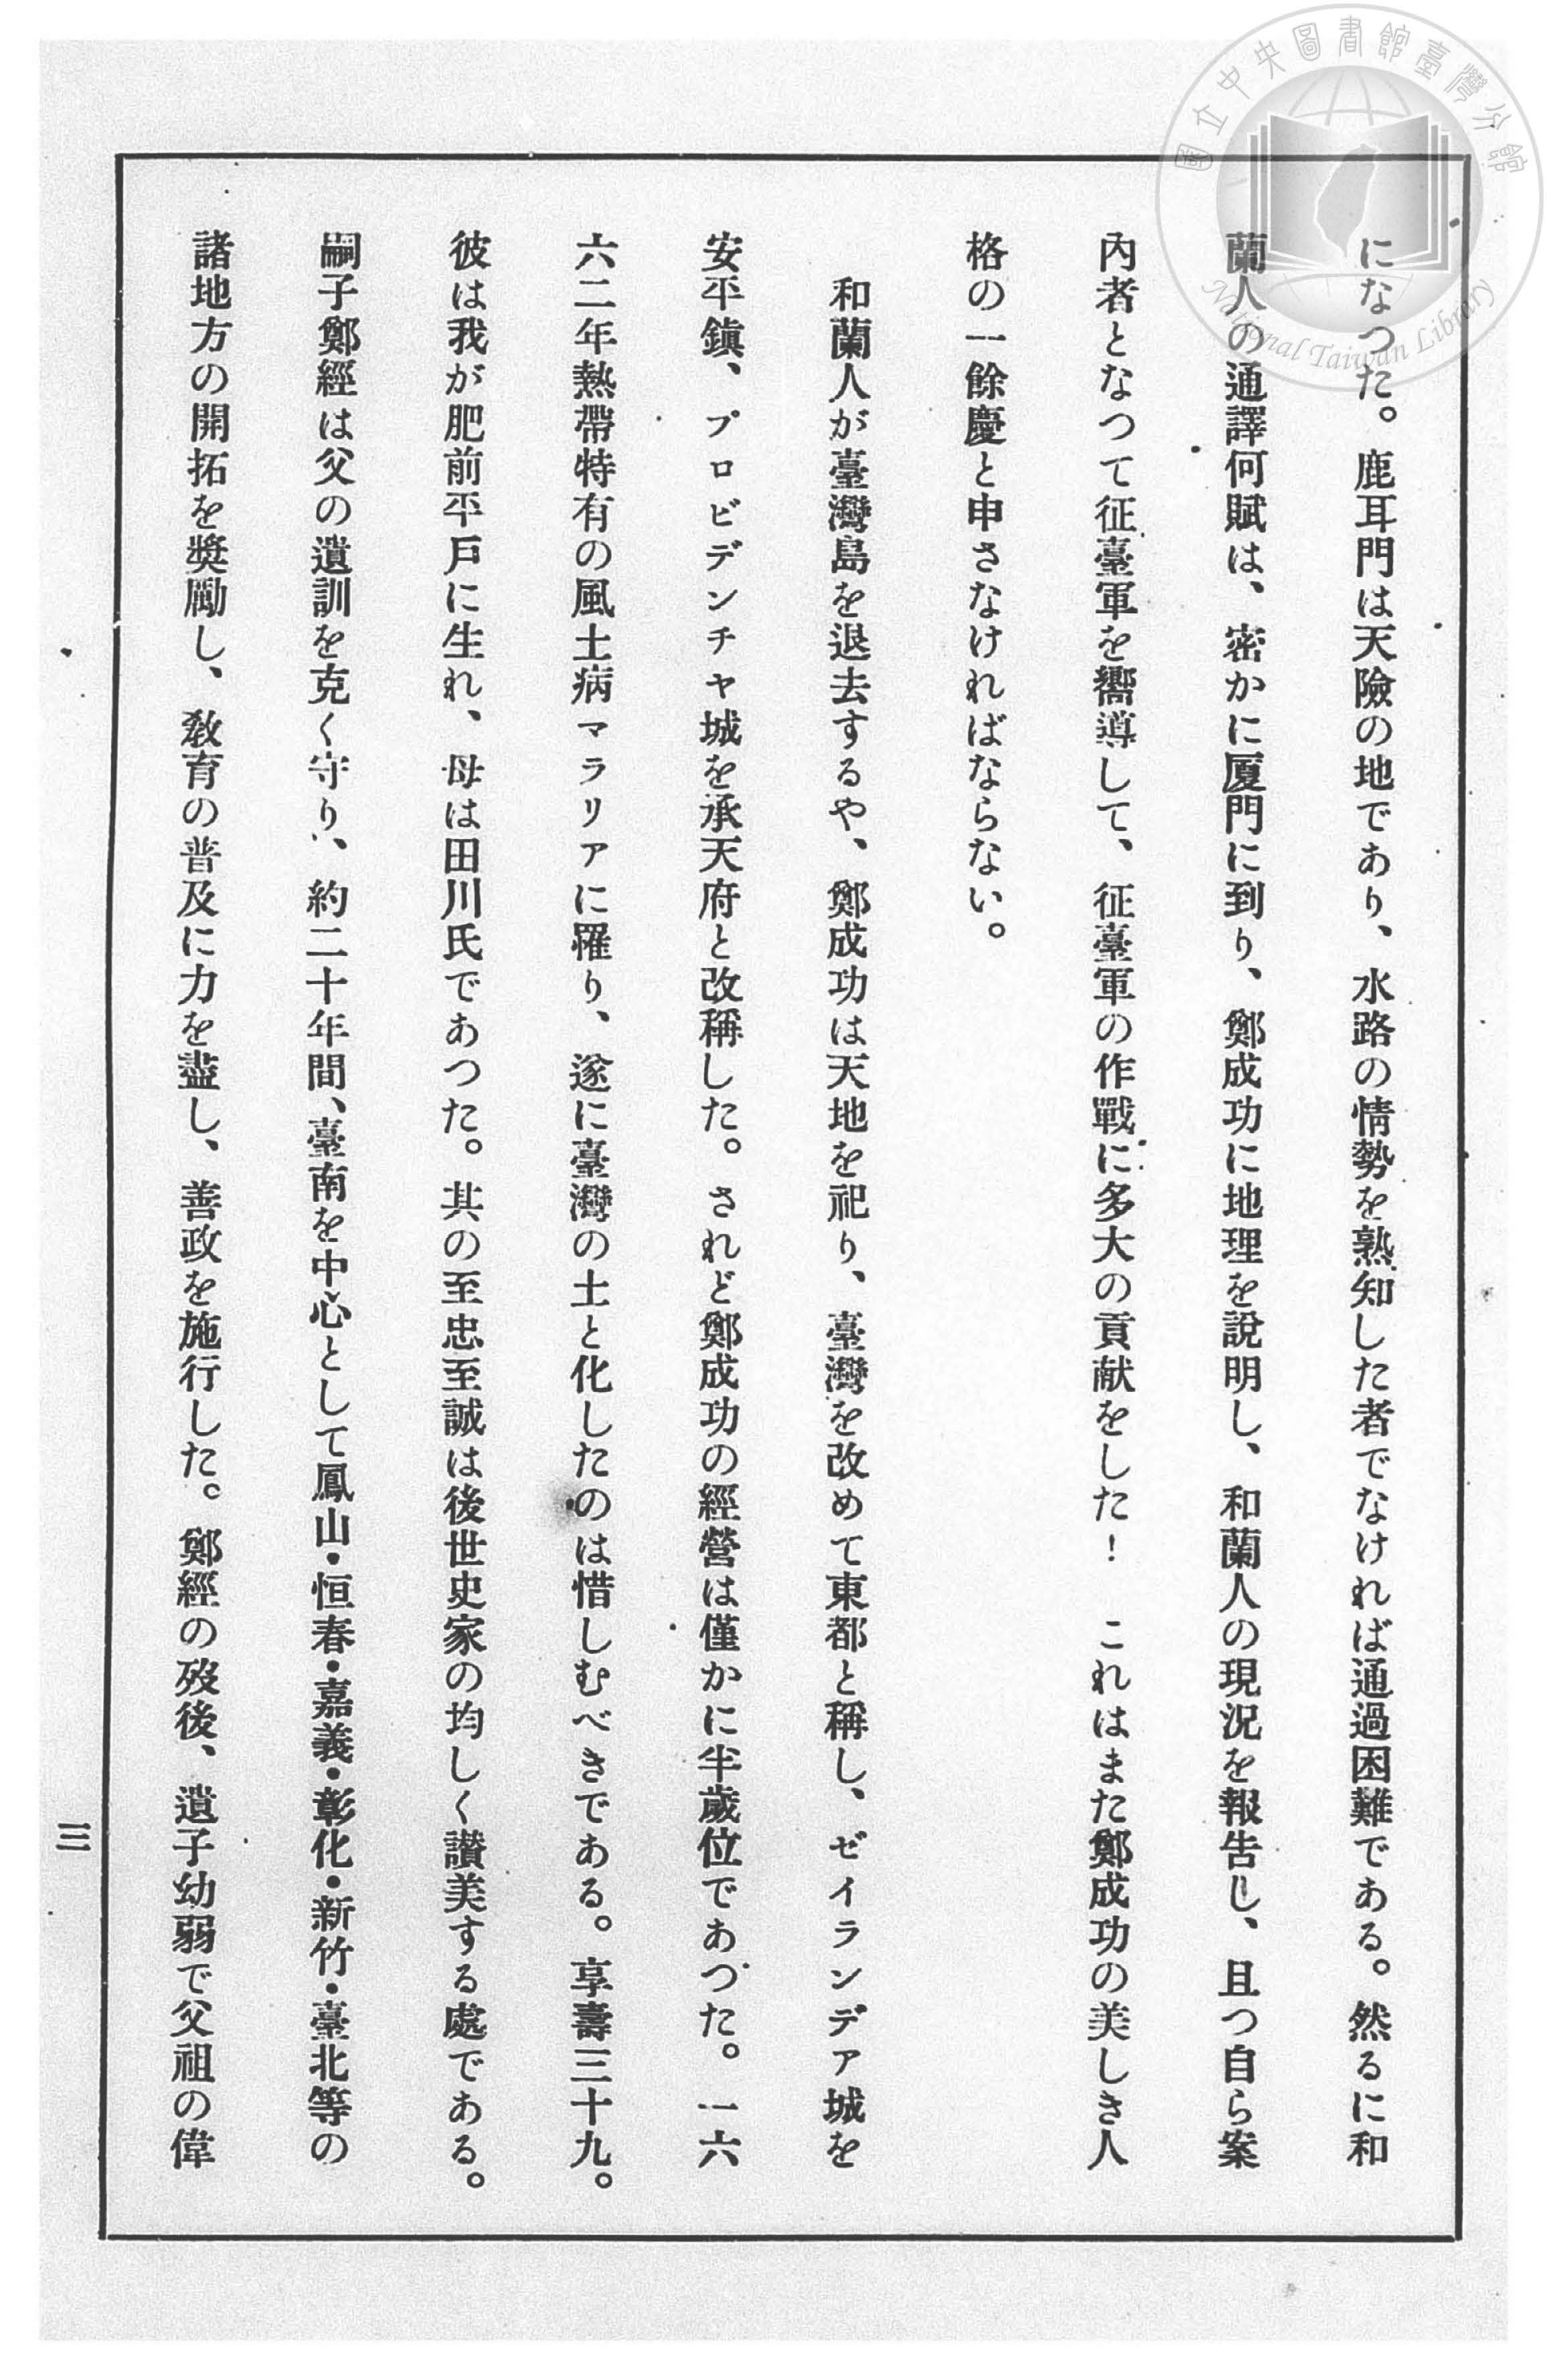 國立中央圖書館臺灣分館
National Taiwan Library
になつた。鹿耳門は天險の地であり、水路の情勢を熟知した者でなければ通過困難である。然るに和
蘭人の通譯何賦は、密かに厦門に到り、鄭成功に地理を說明し、和蘭人の現況を報告し、且つ自ら案
內者となつて征臺軍を嚮導して、征臺軍の作戰に多大の貢献をした！　これはまた鄭成功の美しき人
格の一餘慶と申さなければならない。
和蘭人が臺灣島を退去するや、鄭成功は天地を祀り、臺灣を改めて東都と稱し、ゼイランデア城を
安平鎭、プロビデンチヤ城を承天府と改稱した。されど鄭成功の經營は僅かに半歲位であつた。一六
六二年熱帶特有の風土病マラリアに罹り、遂に臺灣の土と化したのは惜しむべきである。享壽三十九。
彼は我が肥前平戶に生れ、母は田川氏であつた。其の至忠至誠は後世史家の均しく讃美する處である。
嗣子鄭經は父の遺訓を克く守り、約二十年間、臺南を中心として鳳山・恒春・嘉義・彰化・新竹・臺北等の
諸地方の開拓を奬勵し、敎育の普及に力を盡し、善政を施行した。鄭經の歿後、遺子幼弱で父祖の偉
三